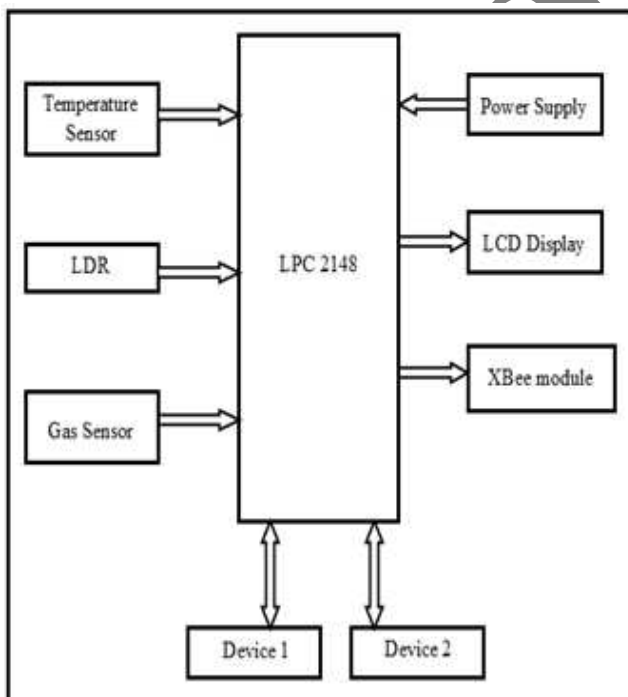 Temperature
Sensor
Power Supply
LDR
LPC 2148
LCD Display
XBee module
Gas Sensor
Device 1
Device 2